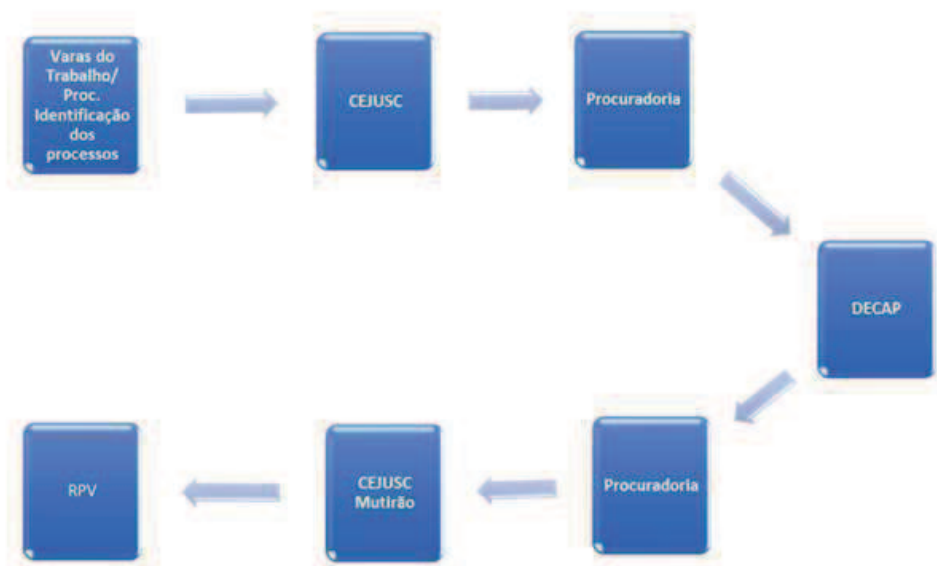 Varas do
Trabalho/
Proc.
Identificação
dos
processos
CEJUSC
Procuradoria
DECAP
Procuradoria
CEJUSC
Mutirão
RPV